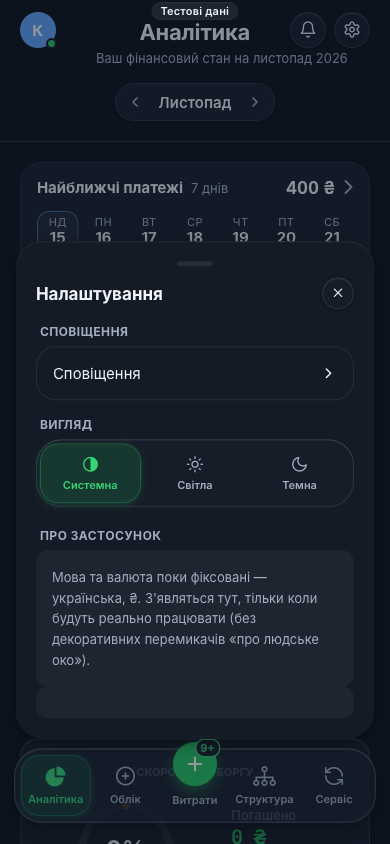 Тестові дані
К
Аналітика
Ваш фінансовий стан на листопад 2026
Листопад
Найближчі платежі 7 днів 400 ₴
НД ПН ВТ СР ЧТ ПТ СБ
15 16 17 18 19 20 21
Налаштування
СПОВІЩЕННЯ
Сповіщення
ВИГЛЯД
Системна Світла Темна
ПРО ЗАСТОСУНОК
Мова та валюта поки фіксовані —
українська, ₴. З'являться тут, тільки коли
будуть реально працювати (без
декоративних перемикачів «про людське
око»).
9+
Аналітика Облік Витрати Структура Сервіс
Погашено
0 ₴